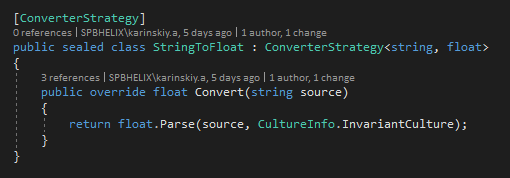 [ConverterStrategy]
0 references | SPBHELIX\karinskiy.a, 5 days ago | 1 author, 1 change
public sealed class StringToFloat : ConverterStrategy<string, float>
{
3 references | SPBHELIX\karinskiy.a, 5 days ago | 1 author, 1 change
public override float Convert(string source)
{
return float.Parse(source, CultureInfo.InvariantCulture);
}
}